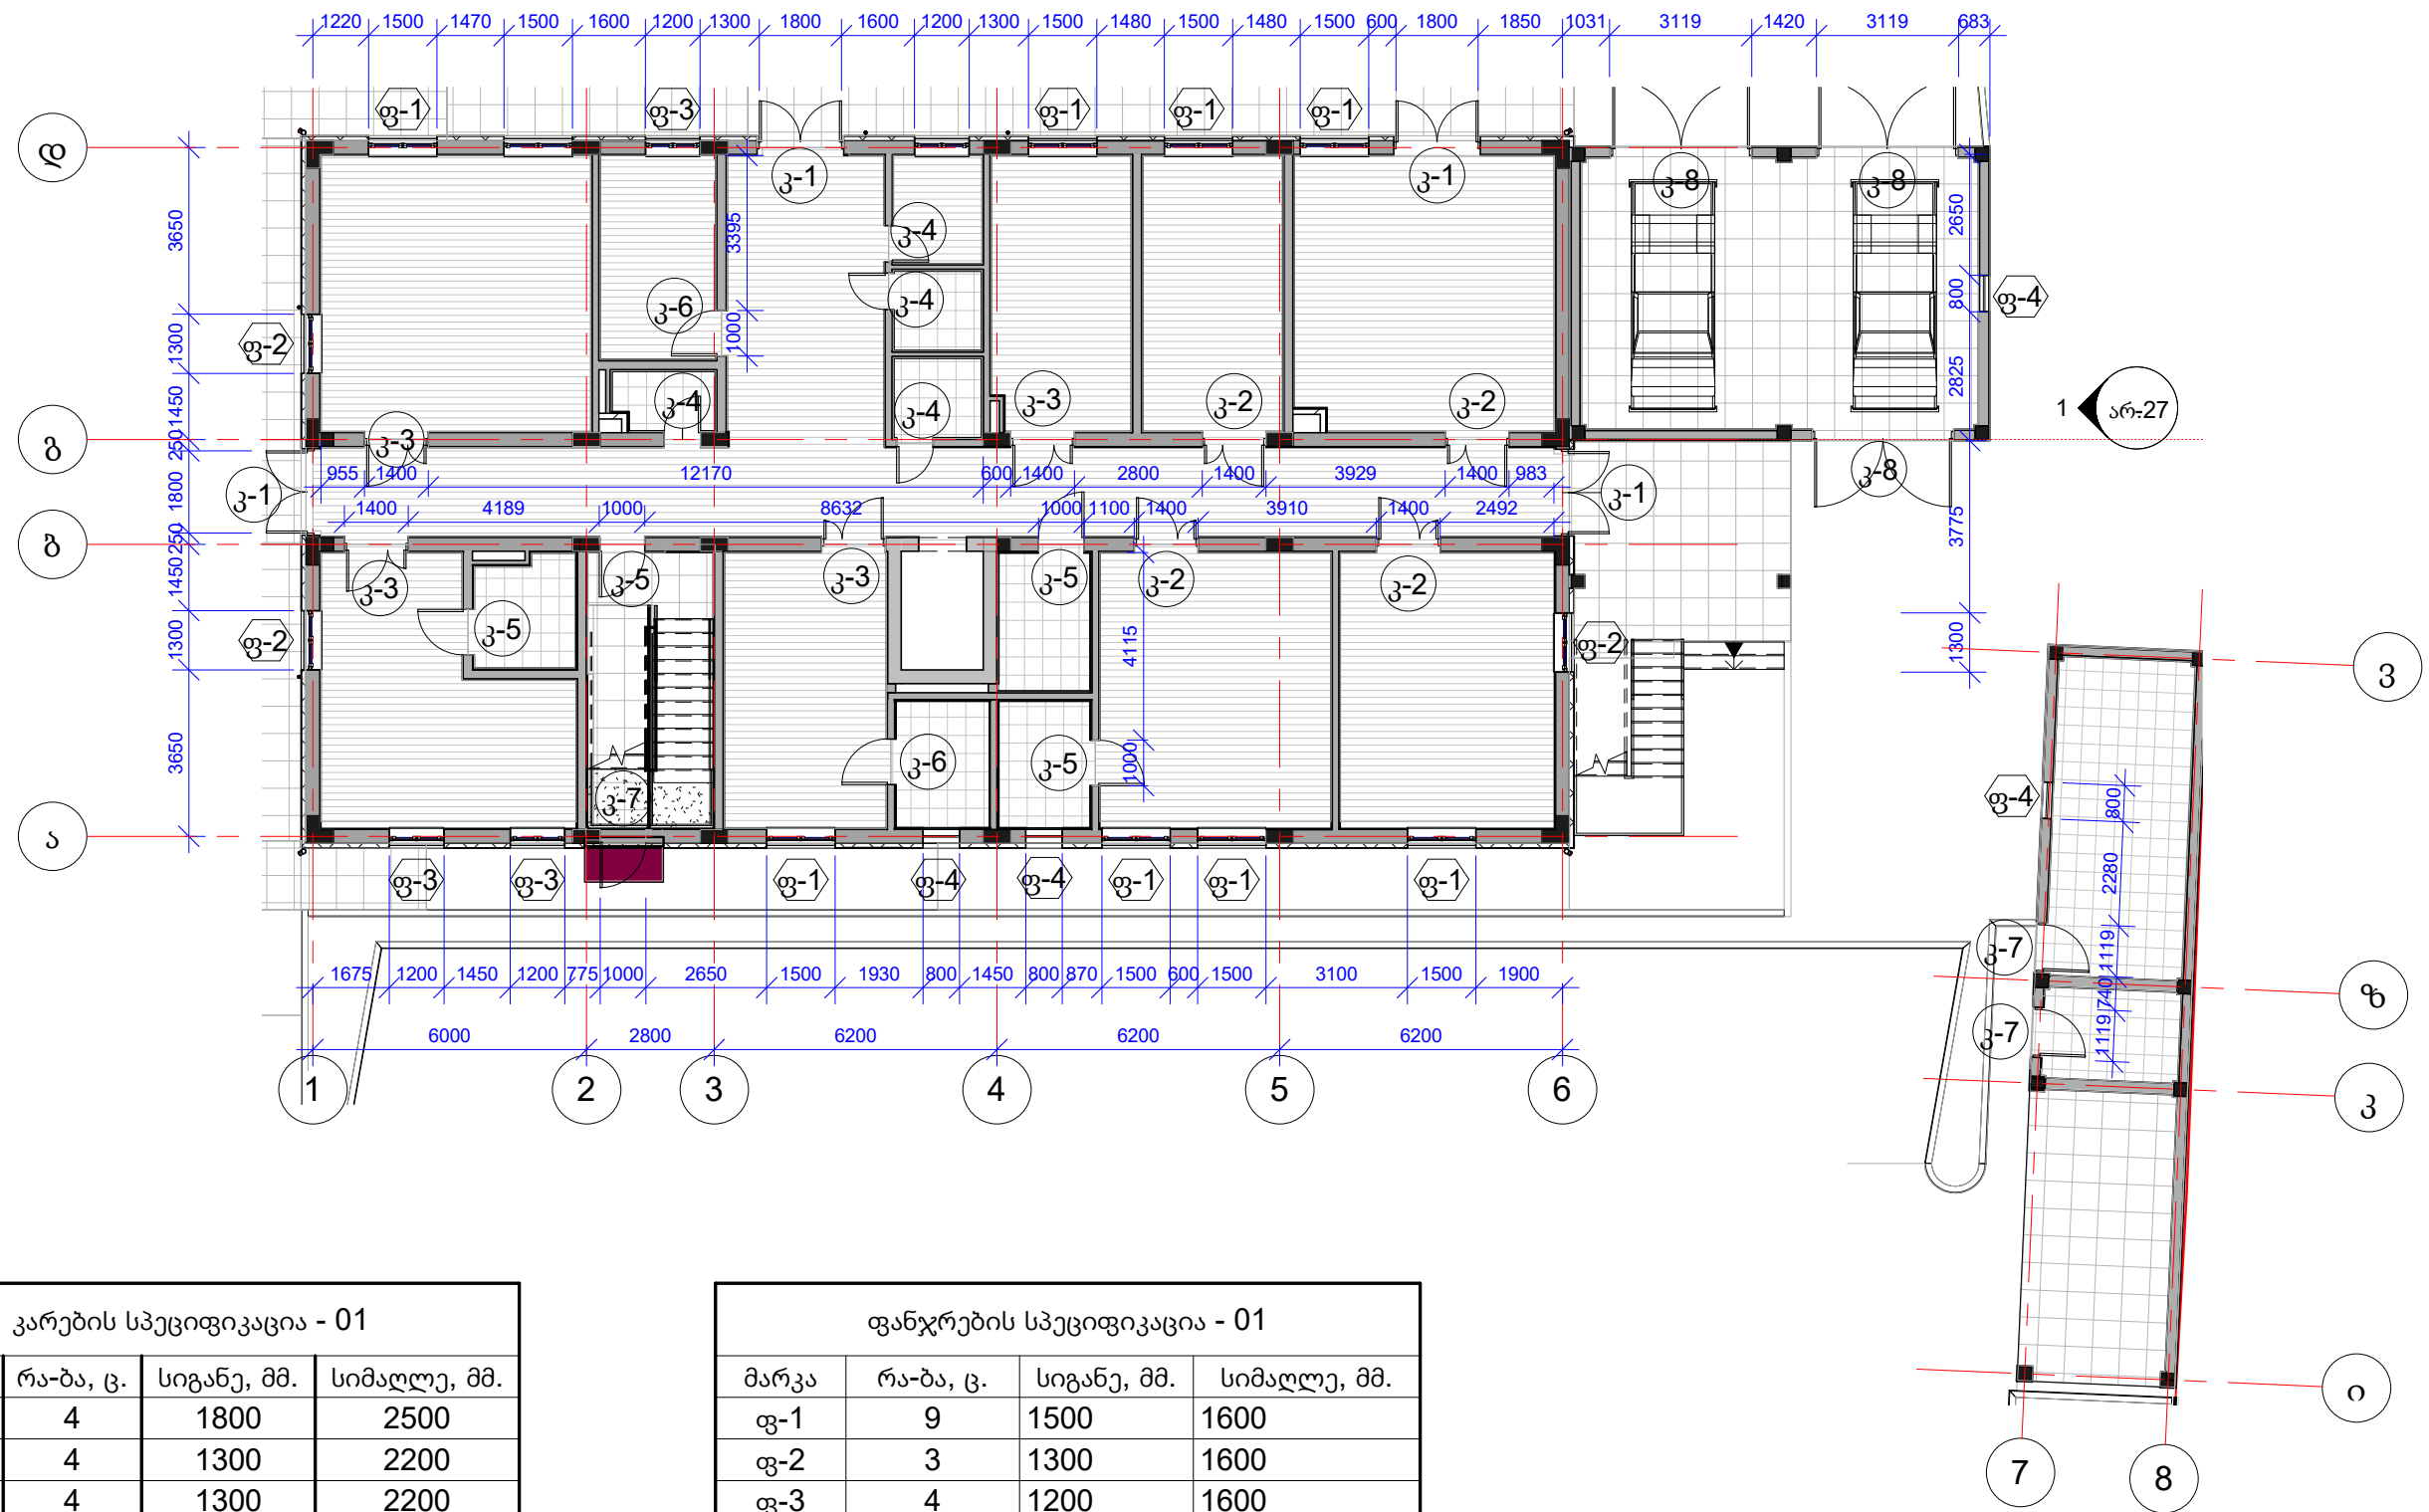 1220 1500 1470 1500 1600 1200 1300 1800 1600 1200 1300 1500 1480 1500 1480 1500 600 1800 1850 1031 3119 1420 3119 683
ფ-1 ფ-3 ფ-1 ფ-1 ფ-1
დ
კ-1 კ-1 კ-8 კ-8
3650 3395 კ-4 2650
კ-6 კ-4 800 ფ-4
1300 ფ-2 1000
1450 კ-4 კ-4 კ-3 კ-2 კ-2 2825
1 არ-27
გ 250 კ-3
955 1400 12170 600 1400 2800 1400 3929 1400 983 კ-8
1800 კ-1 კ-1
1400 4189 1000 8632 1000 1100 1400 3910 1400 2492
ბ 250 3775
1450 კ-3 კ-5 კ-3 კ-5 კ-2 კ-2
1300 ფ-2 კ-5 4115 ფ-2 1300
ვ
3650 კ-7 კ-6 კ-5 1000 ფ-4 800
ა
2280
ფ-3 ფ-3 ფ-1 ფ-4 ფ-4 ფ-1 ფ-1 ფ-1
კ-7 1119
1675 1200 1450 1200 775 1000 2650 1500 1930 800 1450 800 870 1500 600 1500 3100 1500 1900
740 ზ
6000 2800 6200 6200 6200
კ-7 1119
1 2 3 4 5 6
კ
ი
7 8
კარების სპეციფიკაცია - 01
რა-ბა, ც. სიგანე, მმ. სიმაღლე, მმ.
4 1800 2500
4 1300 2200
4 1300 2200
ფანჯრების სპეციფიკაცია - 01
მარკა რა-ბა, ც. სიგანე, მმ. სიმაღლე, მმ.
ფ-1 9 1500 1600
ფ-2 3 1300 1600
ფ-3 4 1200 1600